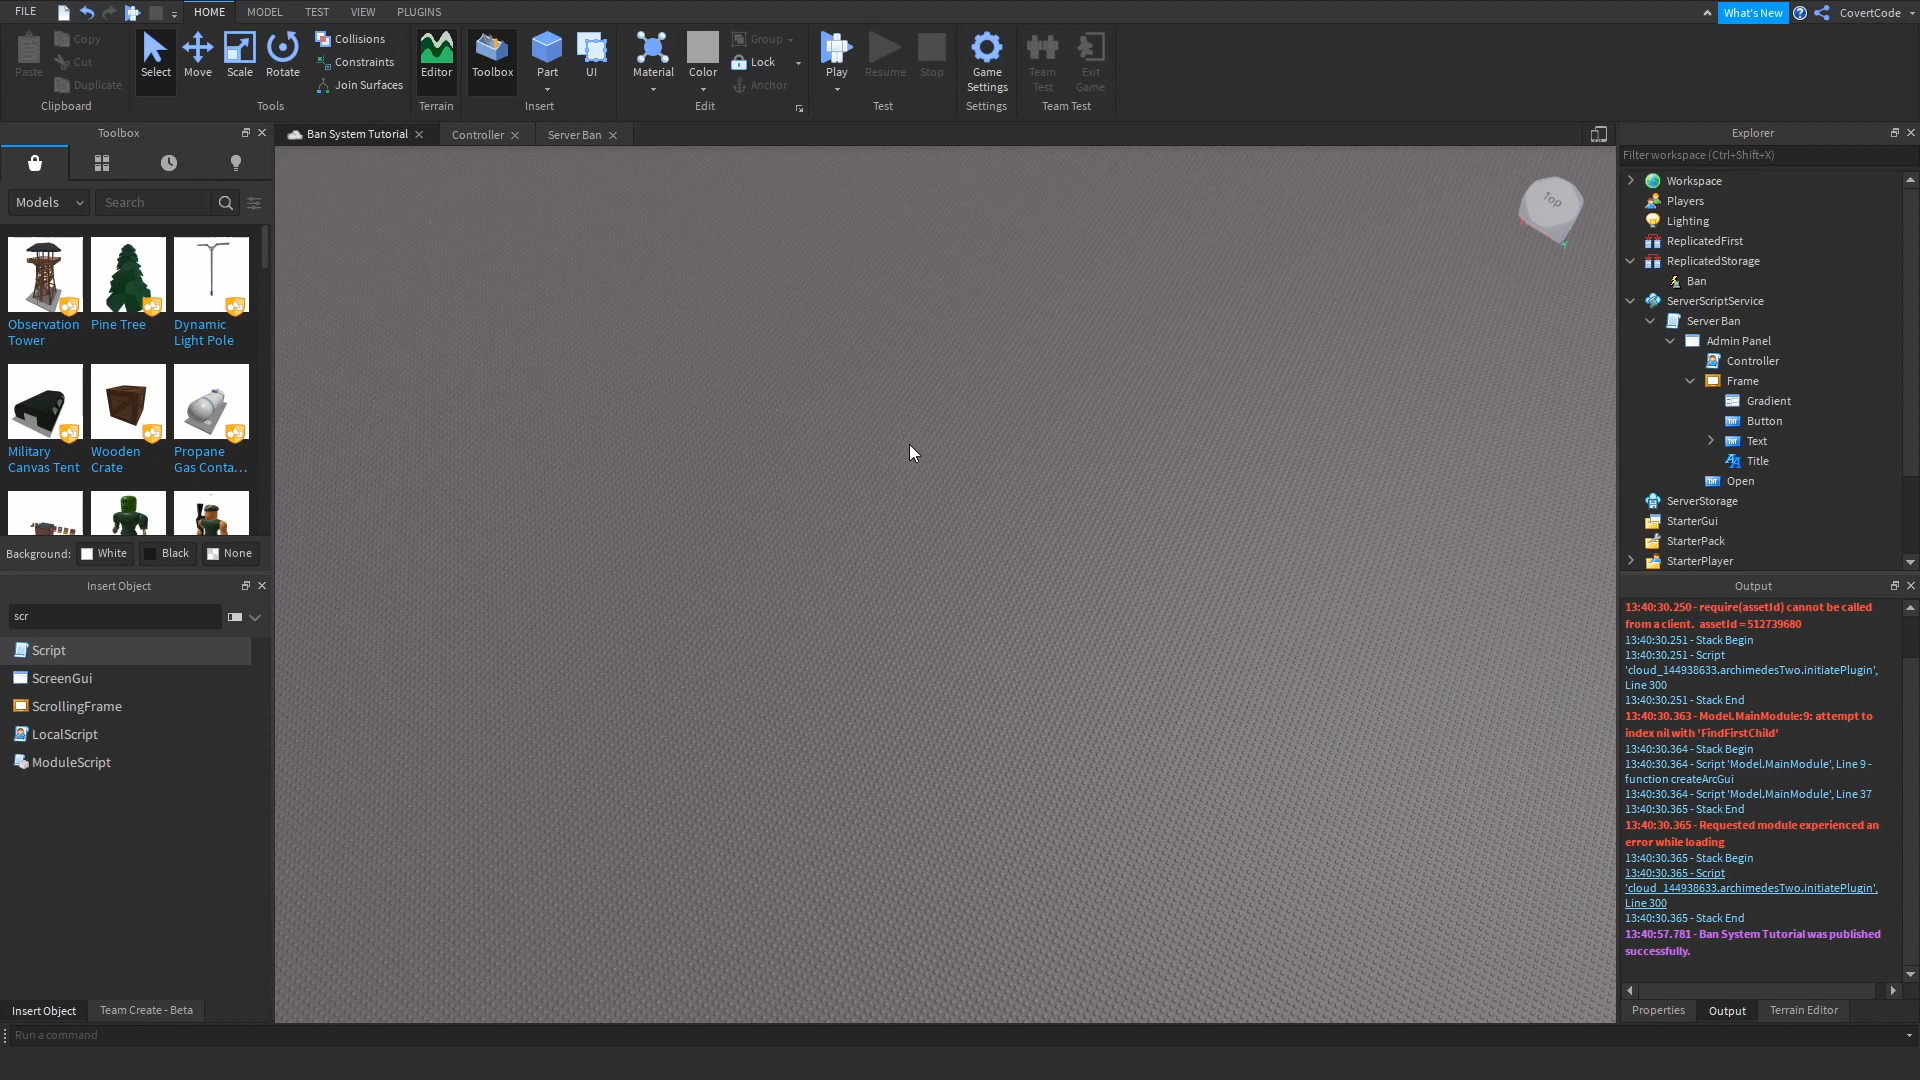 FILE
HOME
MODEL
TEST
VIEW
PLUGINS
What's New
CovertCode
Paste
Copy
Cut
Duplicate
Clipboard
Select
Move
Scale
Rotate
Collisions
Constraints
Join Surfaces
Tools
Editor
Terrain
Toolbox
Part
UI
Insert
Material
Color
Group
Lock
Anchor
Edit
Play
Resume
Stop
Test
Game
Settings
Settings
Team
Test
Exit
Game
Team Test
Toolbox
Models
Search
Observation
Tower
Pine Tree
Dynamic
Light Pole
Military
Canvas Tent
Wooden
Crate
Propane
Gas Conta...
Background:
White
Black
None
Insert Object
scr
Script
ScreenGui
ScrollingFrame
LocalScript
ModuleScript
Insert Object
Team Create - Beta
Run a command
Ban System Tutorial
Controller
Server Ban
Top
Explorer
Filter workspace (Ctrl+Shift+X)
Workspace
Players
Lighting
ReplicatedFirst
ReplicatedStorage
Ban
ServerScriptService
Server Ban
Admin Panel
Controller
Frame
Gradient
Button
Text
Title
Open
ServerStorage
StarterGui
StarterPack
StarterPlayer
Output
13:40:30.250 - require(assetId) cannot be called
from a client. assetId = 512739680
13:40:30.251 - Stack Begin
13:40:30.251 - Script
'cloud_144938633.archimedesTwo.initiatePlugin',
Line 300
13:40:30.251 - Stack End
13:40:30.363 - Model.MainModule:9: attempt to
index nil with 'FindFirstChild'
13:40:30.364 - Stack Begin
13:40:30.364 - Script 'Model.MainModule', Line 9 -
function createArcGui
13:40:30.364 - Script 'Model.MainModule', Line 37
13:40:30.365 - Stack End
13:40:30.365 - Requested module experienced an
error while loading
13:40:30.365 - Stack Begin
13:40:30.365 - Script
'cloud_144938633.archimedesTwo.initiatePlugin',
Line 300
13:40:30.365 - Stack End
13:40:57.781 - Ban System Tutorial was published
successfully.
Properties
Output
Terrain Editor